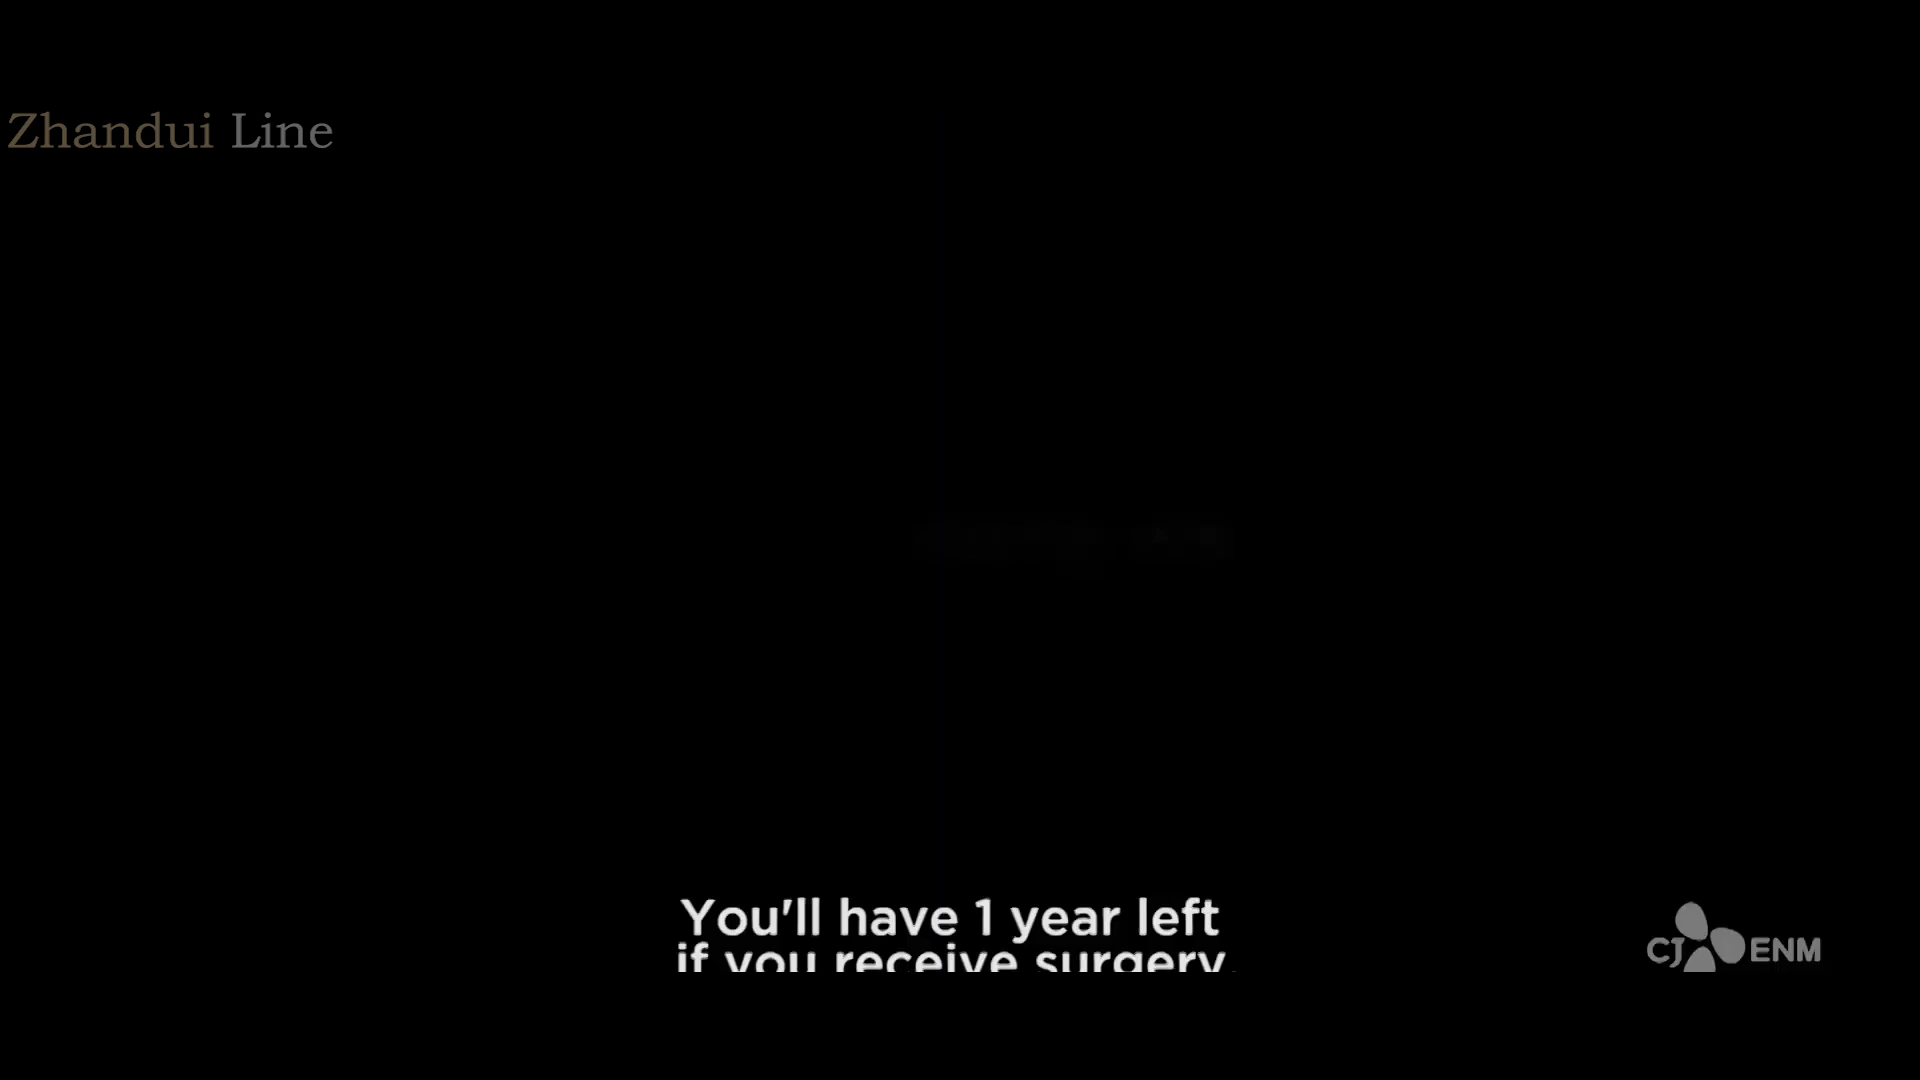 Zhandui Line
You'll have 1 year left
if you receive surgery.
CJ ENM